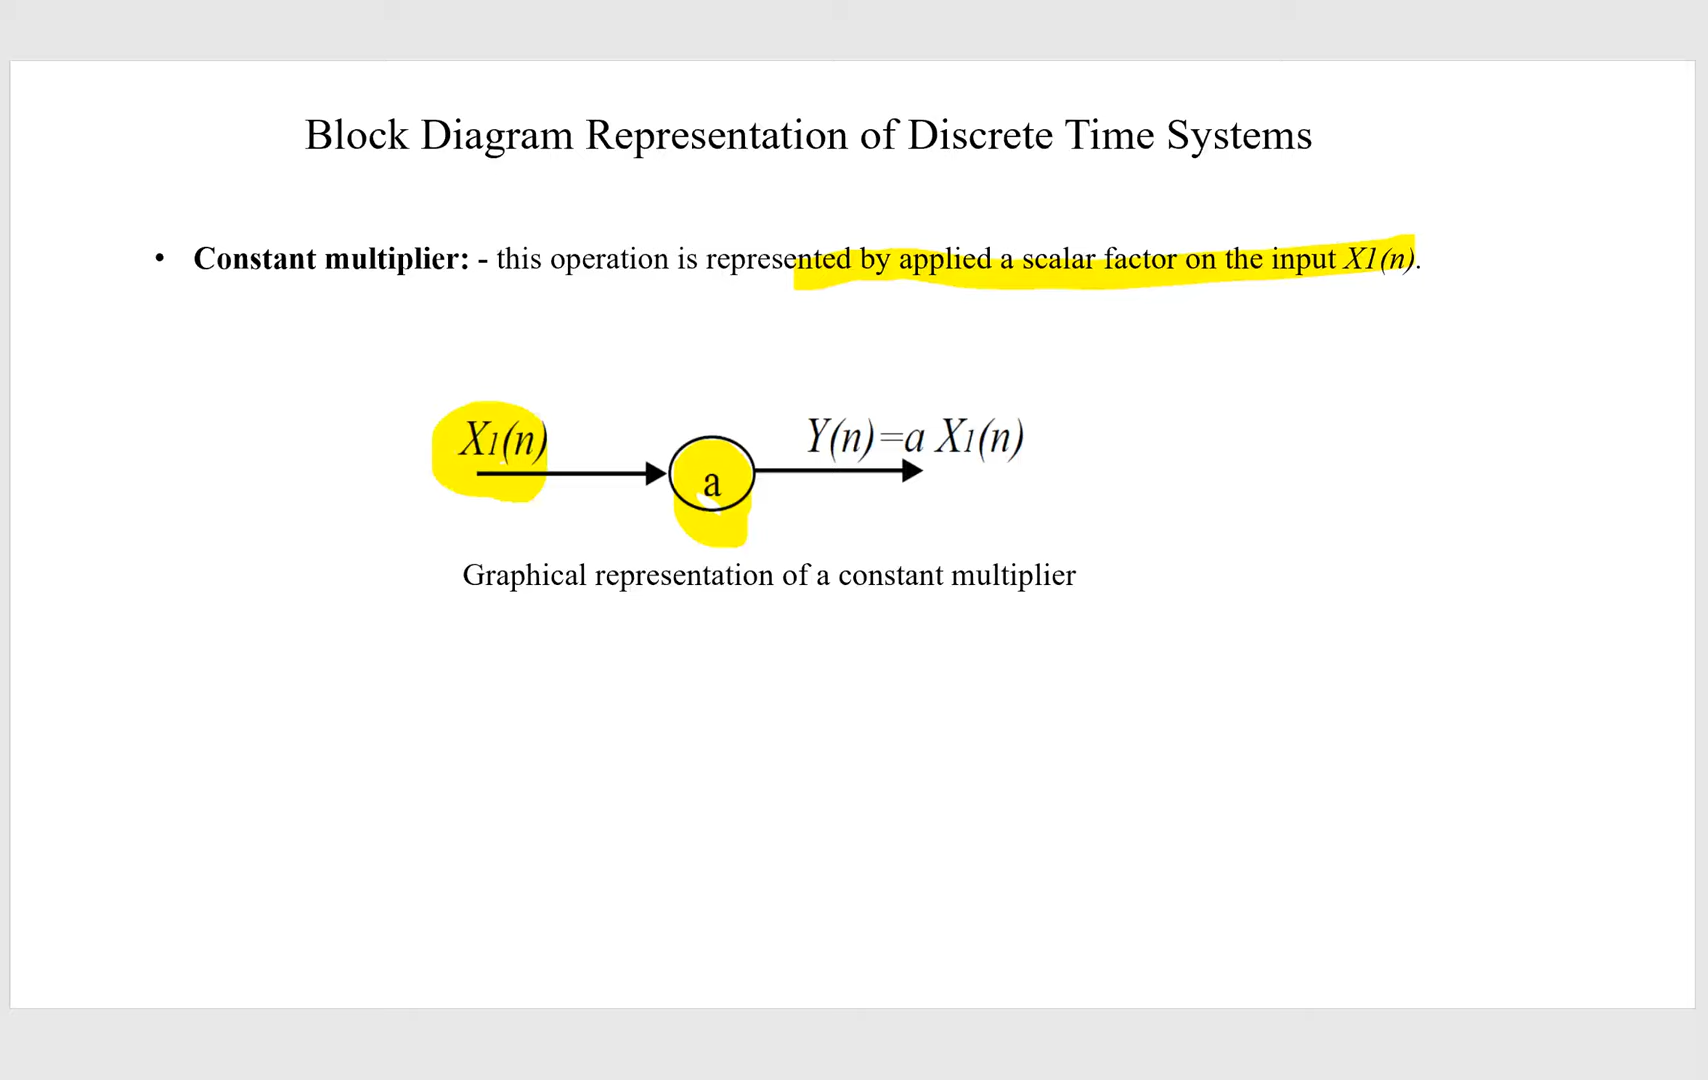 Block Diagram Representation of Discrete Time Systems
• Constant multiplier: - this operation is represented by applied a scalar factor on the input X1(n).
X1(n)
a
Y(n)=a X1(n)
Graphical representation of a constant multiplier